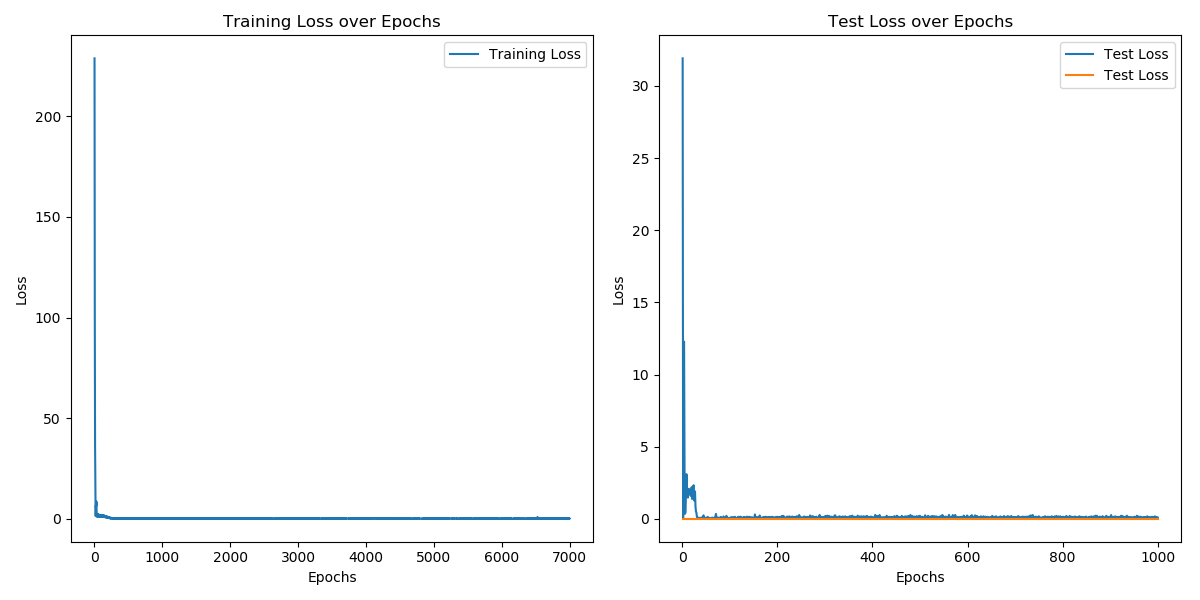 Training Loss over Epochs
Training Loss
Loss
200
150
100
50
0
0 1000 2000 3000 4000 5000 6000 7000
Epochs
Test Loss over Epochs
Test Loss
Test Loss
Loss
30
25
20
15
10
5
0
0 200 400 600 800 1000
Epochs